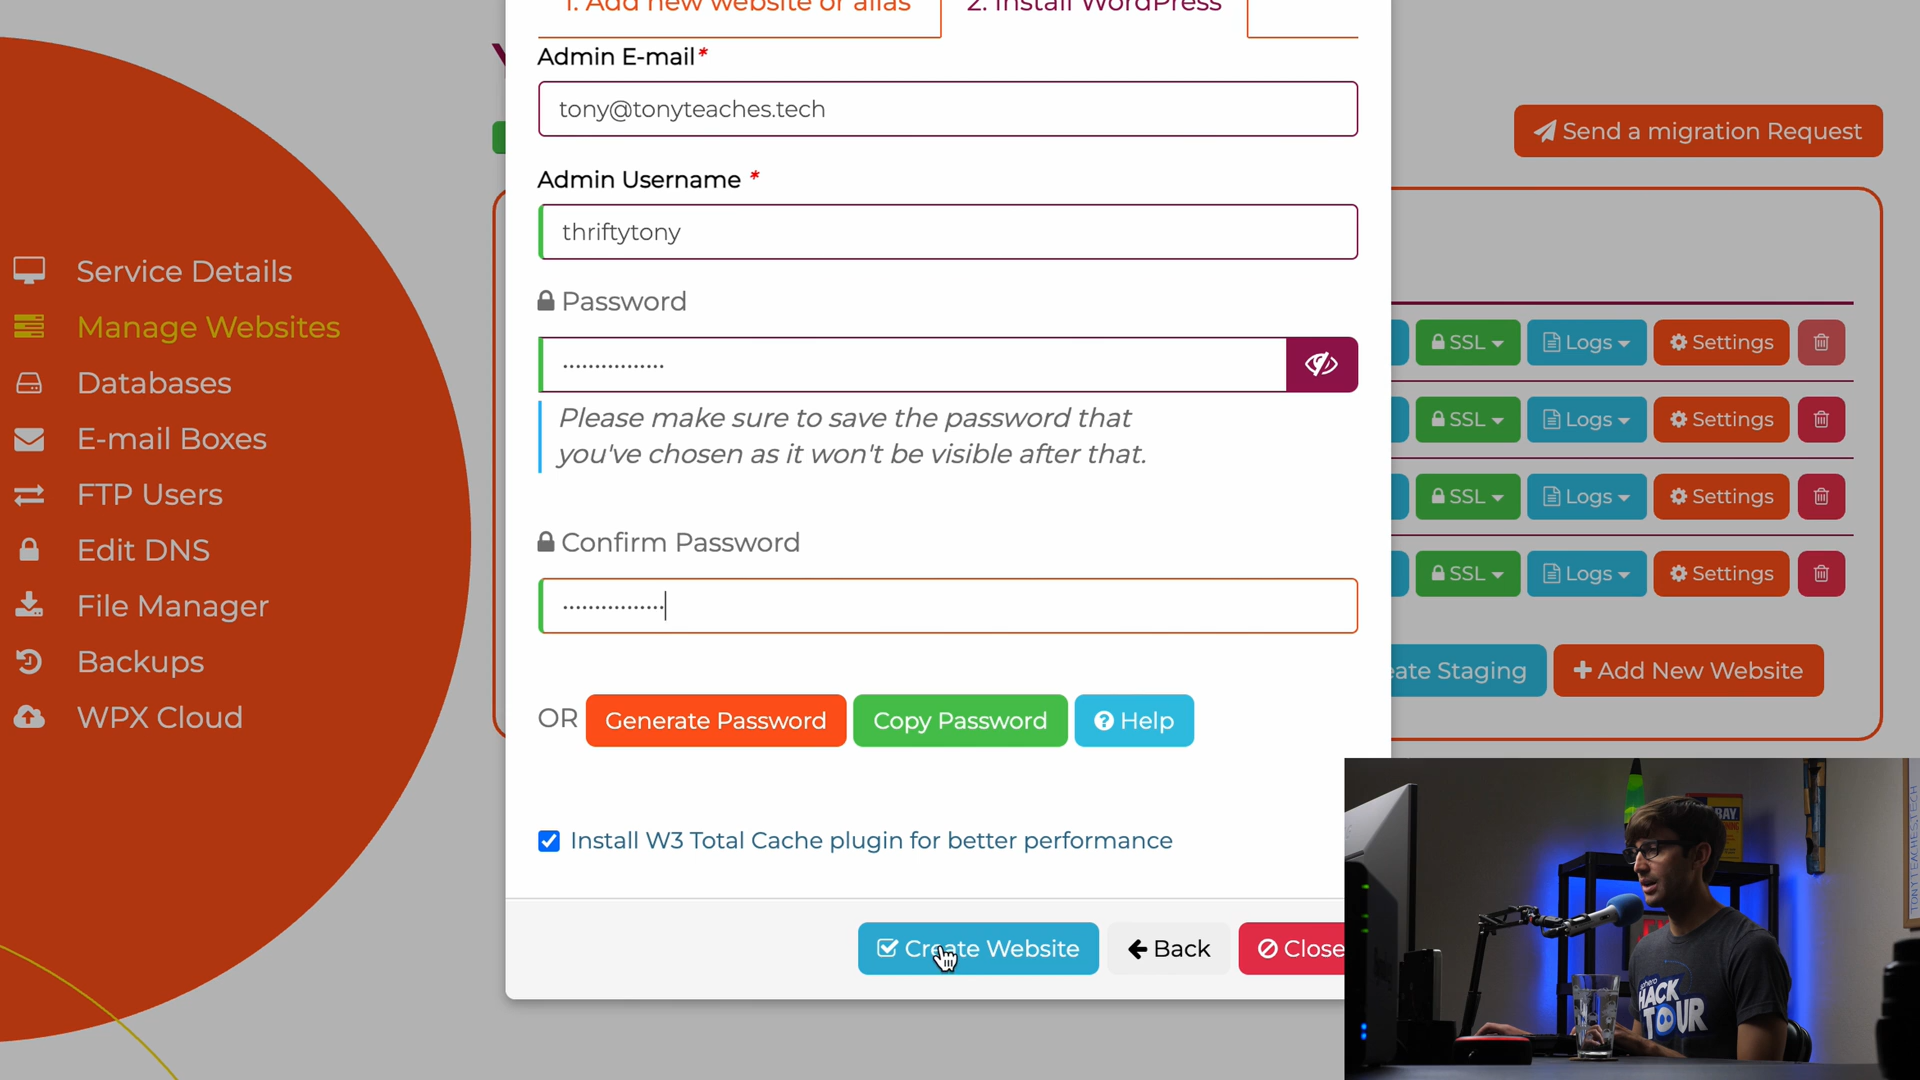 1. Add new website or alias
2. Install WordPress
Admin E-mail*
tony@tonyteaches.tech
Admin Username *
thriftytony
Password
Please make sure to save the password that
you've chosen as it won't be visible after that.
Confirm Password
OR Generate Password Copy Password Help
Install W3 Total Cache plugin for better performance
Create Website Back Close
Service Details
Manage Websites
Databases
E-mail Boxes
FTP Users
Edit DNS
File Manager
Backups
WPX Cloud
Send a migration Request
SSL Logs Settings
SSL Logs Settings
SSL Logs Settings
SSL Logs Settings
Staging + Add New Website
sphero
HACK
TOUR
TONYTEACHES.TECH